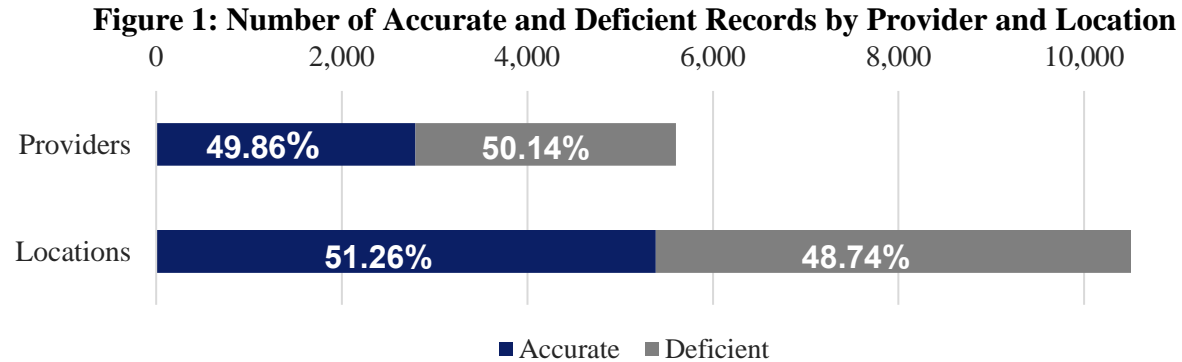 Figure 1: Number of Accurate and Deficient Records by Provider and Location
0 2,000 4,000 6,000 8,000 10,000
Providers 49.86% 50.14%
Locations 51.26% 48.74%
Accurate Deficient